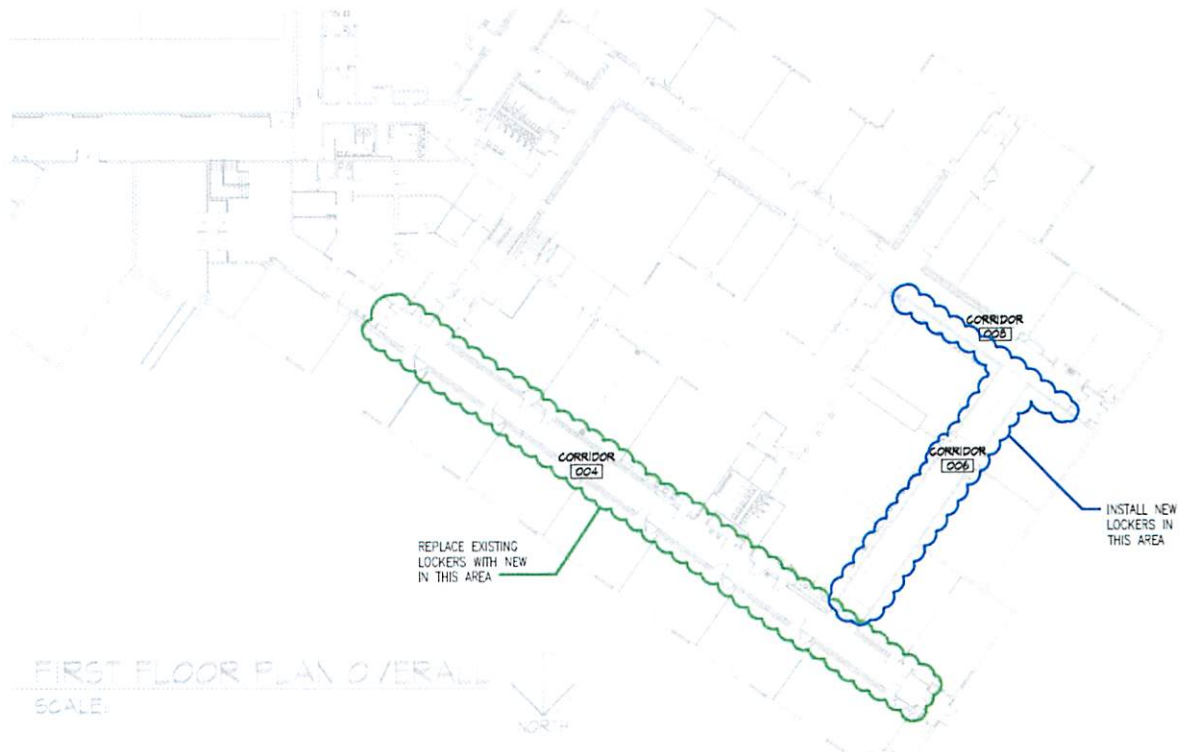 CORRIDOR
008
CORRIDOR
004
CORRIDOR
006
INSTALL NEW
LOCKERS IN
THIS AREA
REPLACE EXISTING
LOCKERS WITH NEW
IN THIS AREA
FIRST FLOOR PLAN OVERALL
SCALE:
NORTH